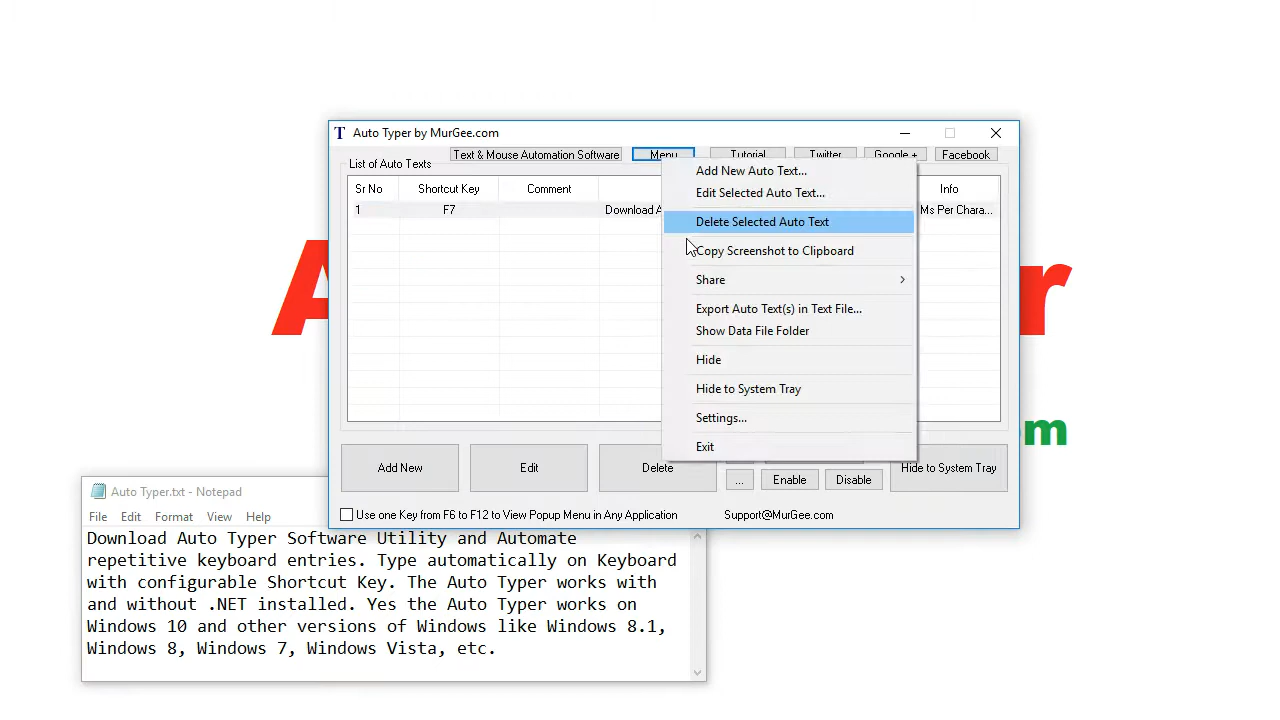 Auto Typer by MurGee.com
Text & Mouse Automation Software Menu Tutorial Twitter Google + Facebook
List of Auto Texts
Sr No Shortcut Key Comment Info
1 F7 Download A Ms Per Chara...
Add New Auto Text...
Edit Selected Auto Text...
Delete Selected Auto Text
Copy Screenshot to Clipboard
Share
Export Auto Text(s) in Text File...
Show Data File Folder
Hide
Hide to System Tray
Settings...
Exit
A r
om
Add New Edit Delete Hide to System Tray
... Enable Disable
Use one Key from F6 to F12 to View Popup Menu in Any Application Support@MurGee.com
Auto Typer.txt - Notepad
File Edit Format View Help
Download Auto Typer Software Utility and Automate
repetitive keyboard entries. Type automatically on Keyboard
with configurable Shortcut Key. The Auto Typer works with
and without .NET installed. Yes the Auto Typer works on
Windows 10 and other versions of Windows like Windows 8.1,
Windows 8, Windows 7, Windows Vista, etc.